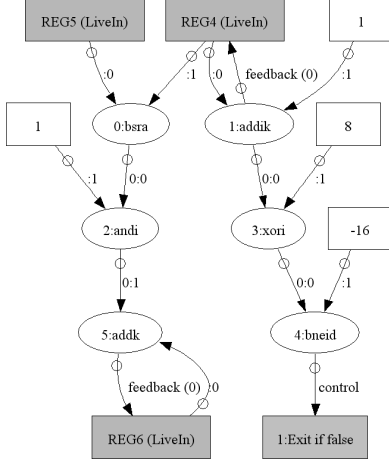 REG5 (LiveIn)
REG4 (LiveIn)
1
:0
:1
:0
feedback (0)
:1
1
0:bsra
1:addik
8
:1
0:0
0:0
:1
2:andi
3:xori
-16
0:1
0:0
:1
5:addk
4:bneid
feedback (0)
:0
control
REG6 (LiveIn)
1:Exit if false